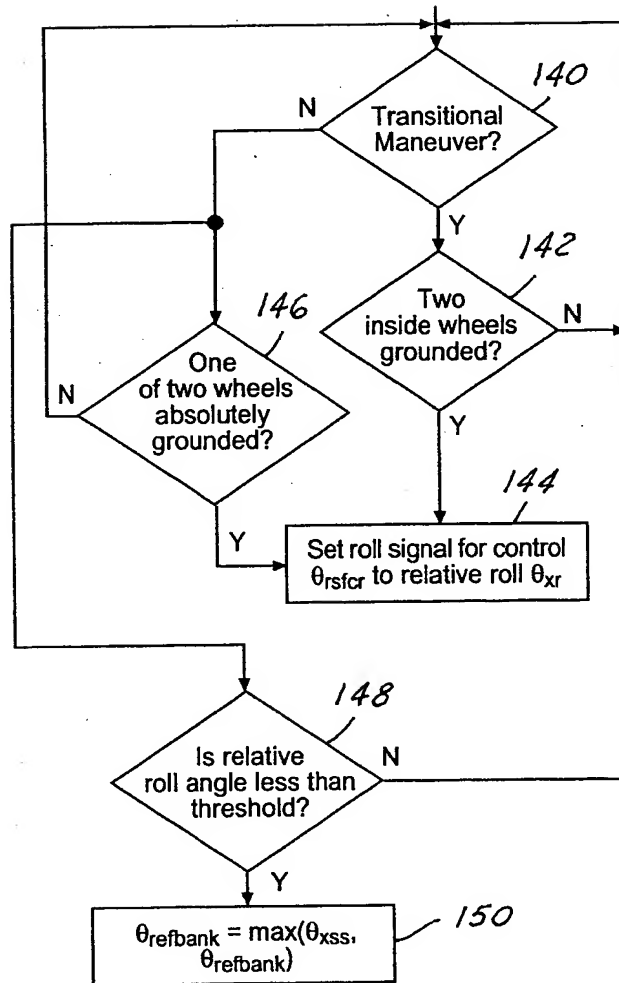 140
N
Transitional
Maneuver?
Y
142
146
Two
inside wheels
grounded?
N
One
of two wheels
absolutely
grounded?
N
Y
Y
144
Set roll signal for control
θrsfcr to relative roll θxr
148
N
Is relative
roll angle less than
threshold?
Y
150
θrefbank = max(θxss,
θrefbank)